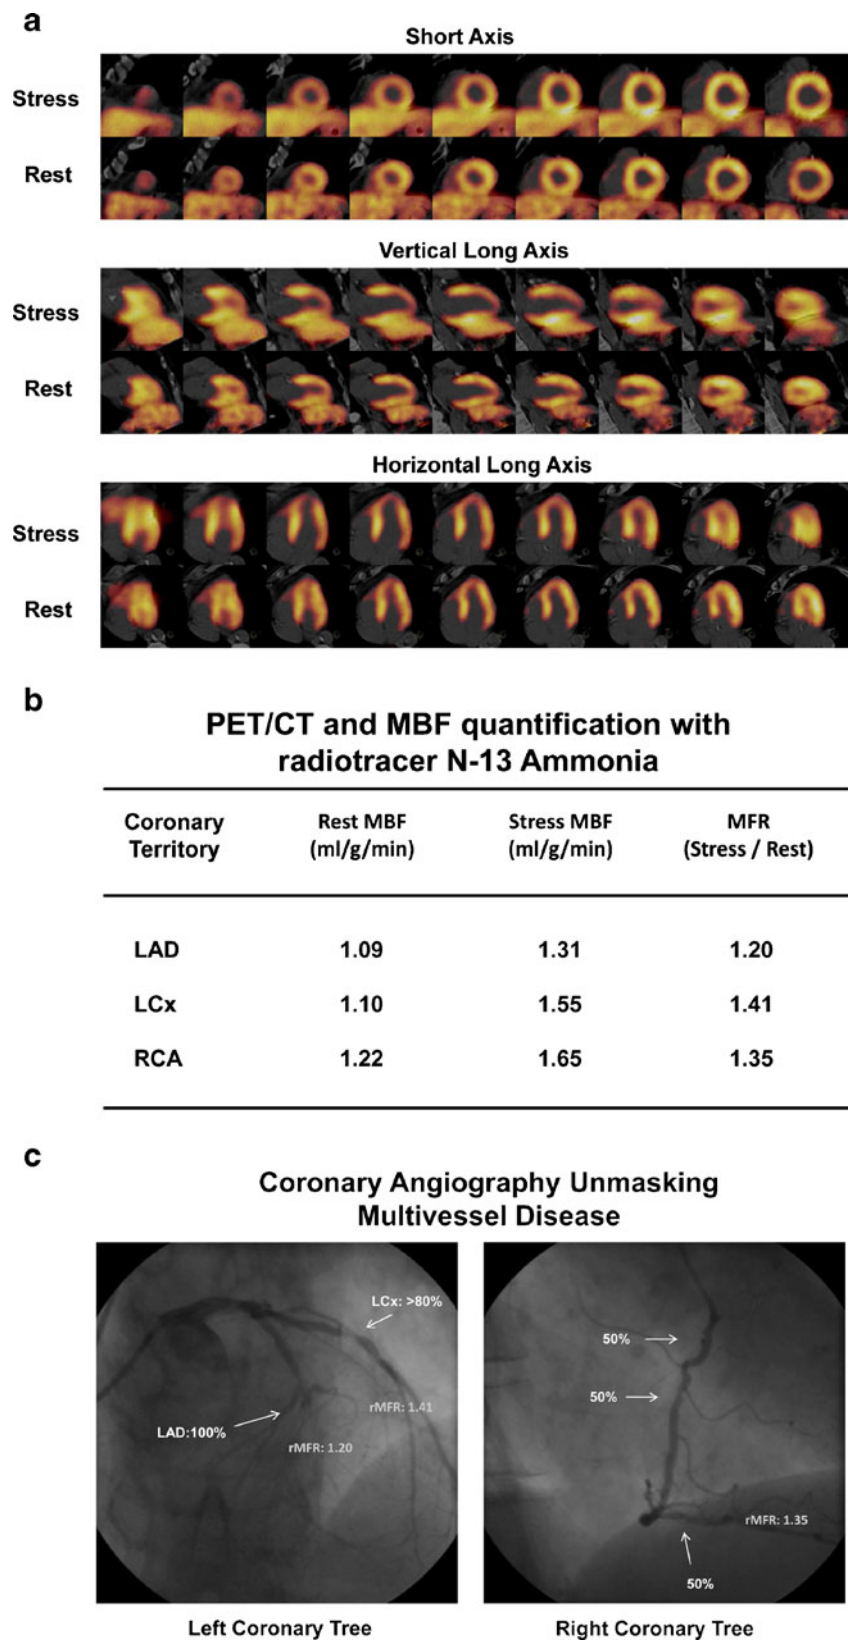 a
Short Axis
Stress
Rest
Vertical Long Axis
Stress
Rest
Horizontal Long Axis
Stress
Rest
b
PET/CT and MBF quantification with
radiotracer N-13 Ammonia
Coronary Territory Rest MBF (ml/g/min) Stress MBF (ml/g/min) MFR (Stress / Rest)
LAD 1.09 1.31 1.20
LCx 1.10 1.55 1.41
RCA 1.22 1.65 1.35
c
Coronary Angiography Unmasking
Multivessel Disease
LCx: >80%
rMFR: 1.41
LAD:100%
rMFR: 1.20
50%
50%
rMFR: 1.35
50%
Left Coronary Tree
Right Coronary Tree